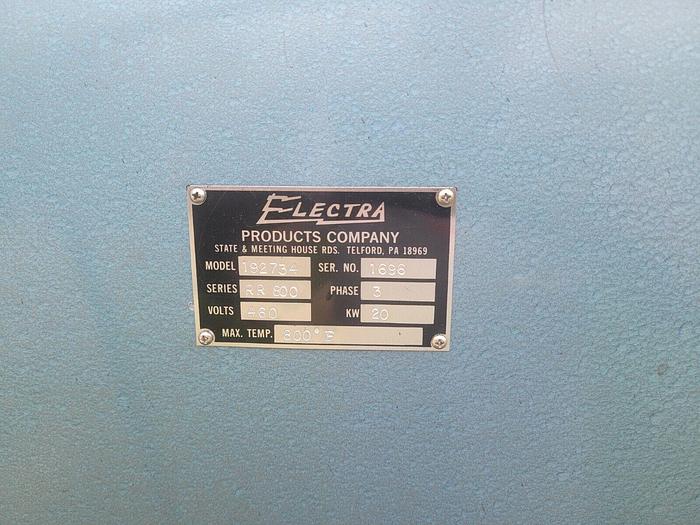 ELECTRA
PRODUCTS COMPANY
STATE & MEETING HOUSE RDS. TELFORD, PA 18969
MODEL 192734 SER. NO. 1696
SERIES RR 800 PHASE 3
VOLTS 460 KW 20
MAX. TEMP. 800° F